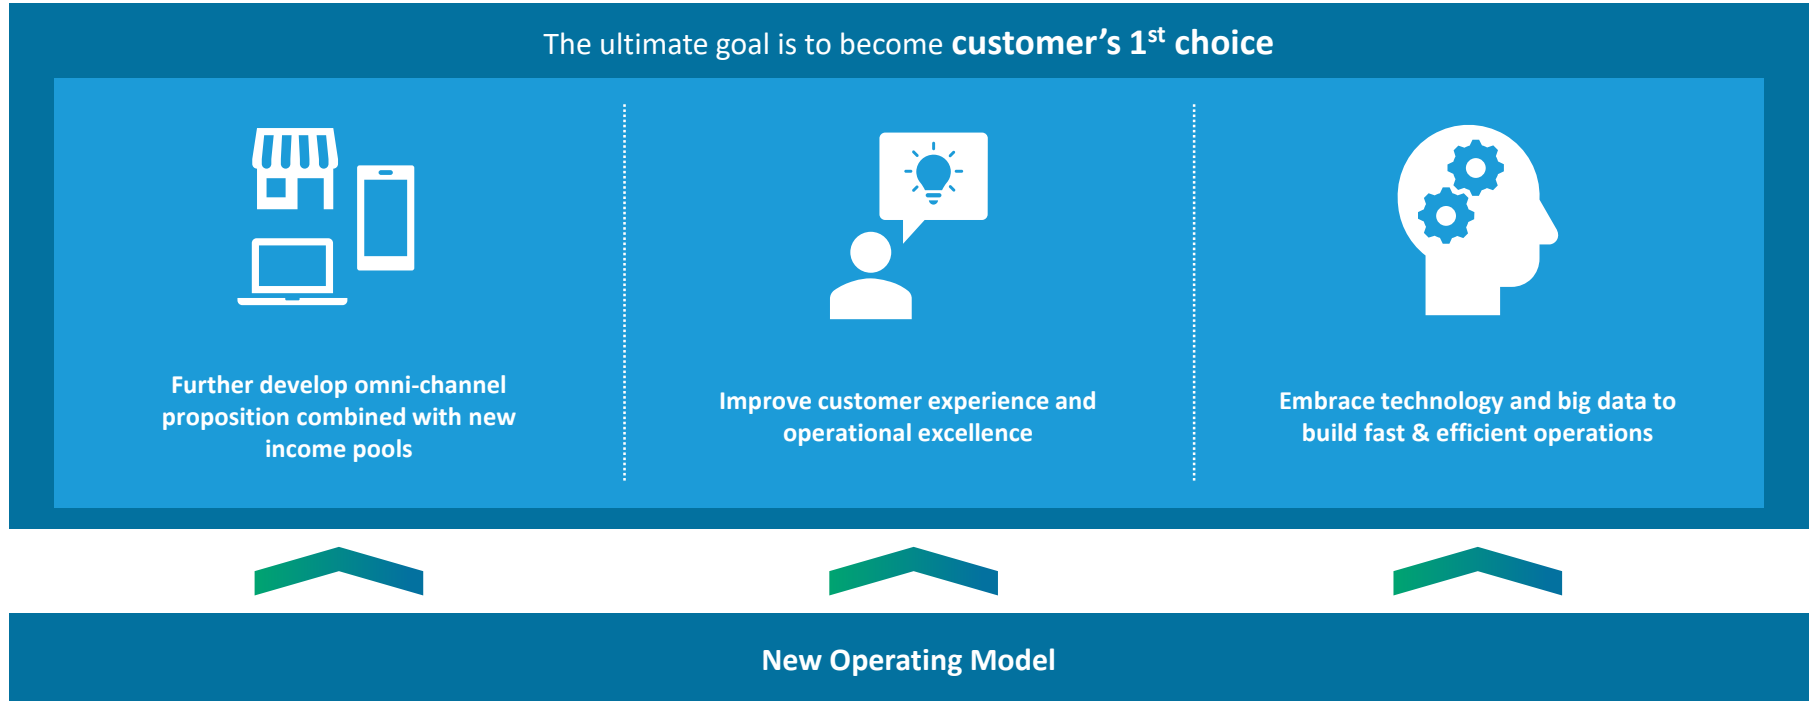 The ultimate goal is to become customer’s 1st choice
Further develop omni-channel
proposition combined with new
income pools
Improve customer experience and
operational excellence
Embrace technology and big data to
build fast & efficient operations
New Operating Model